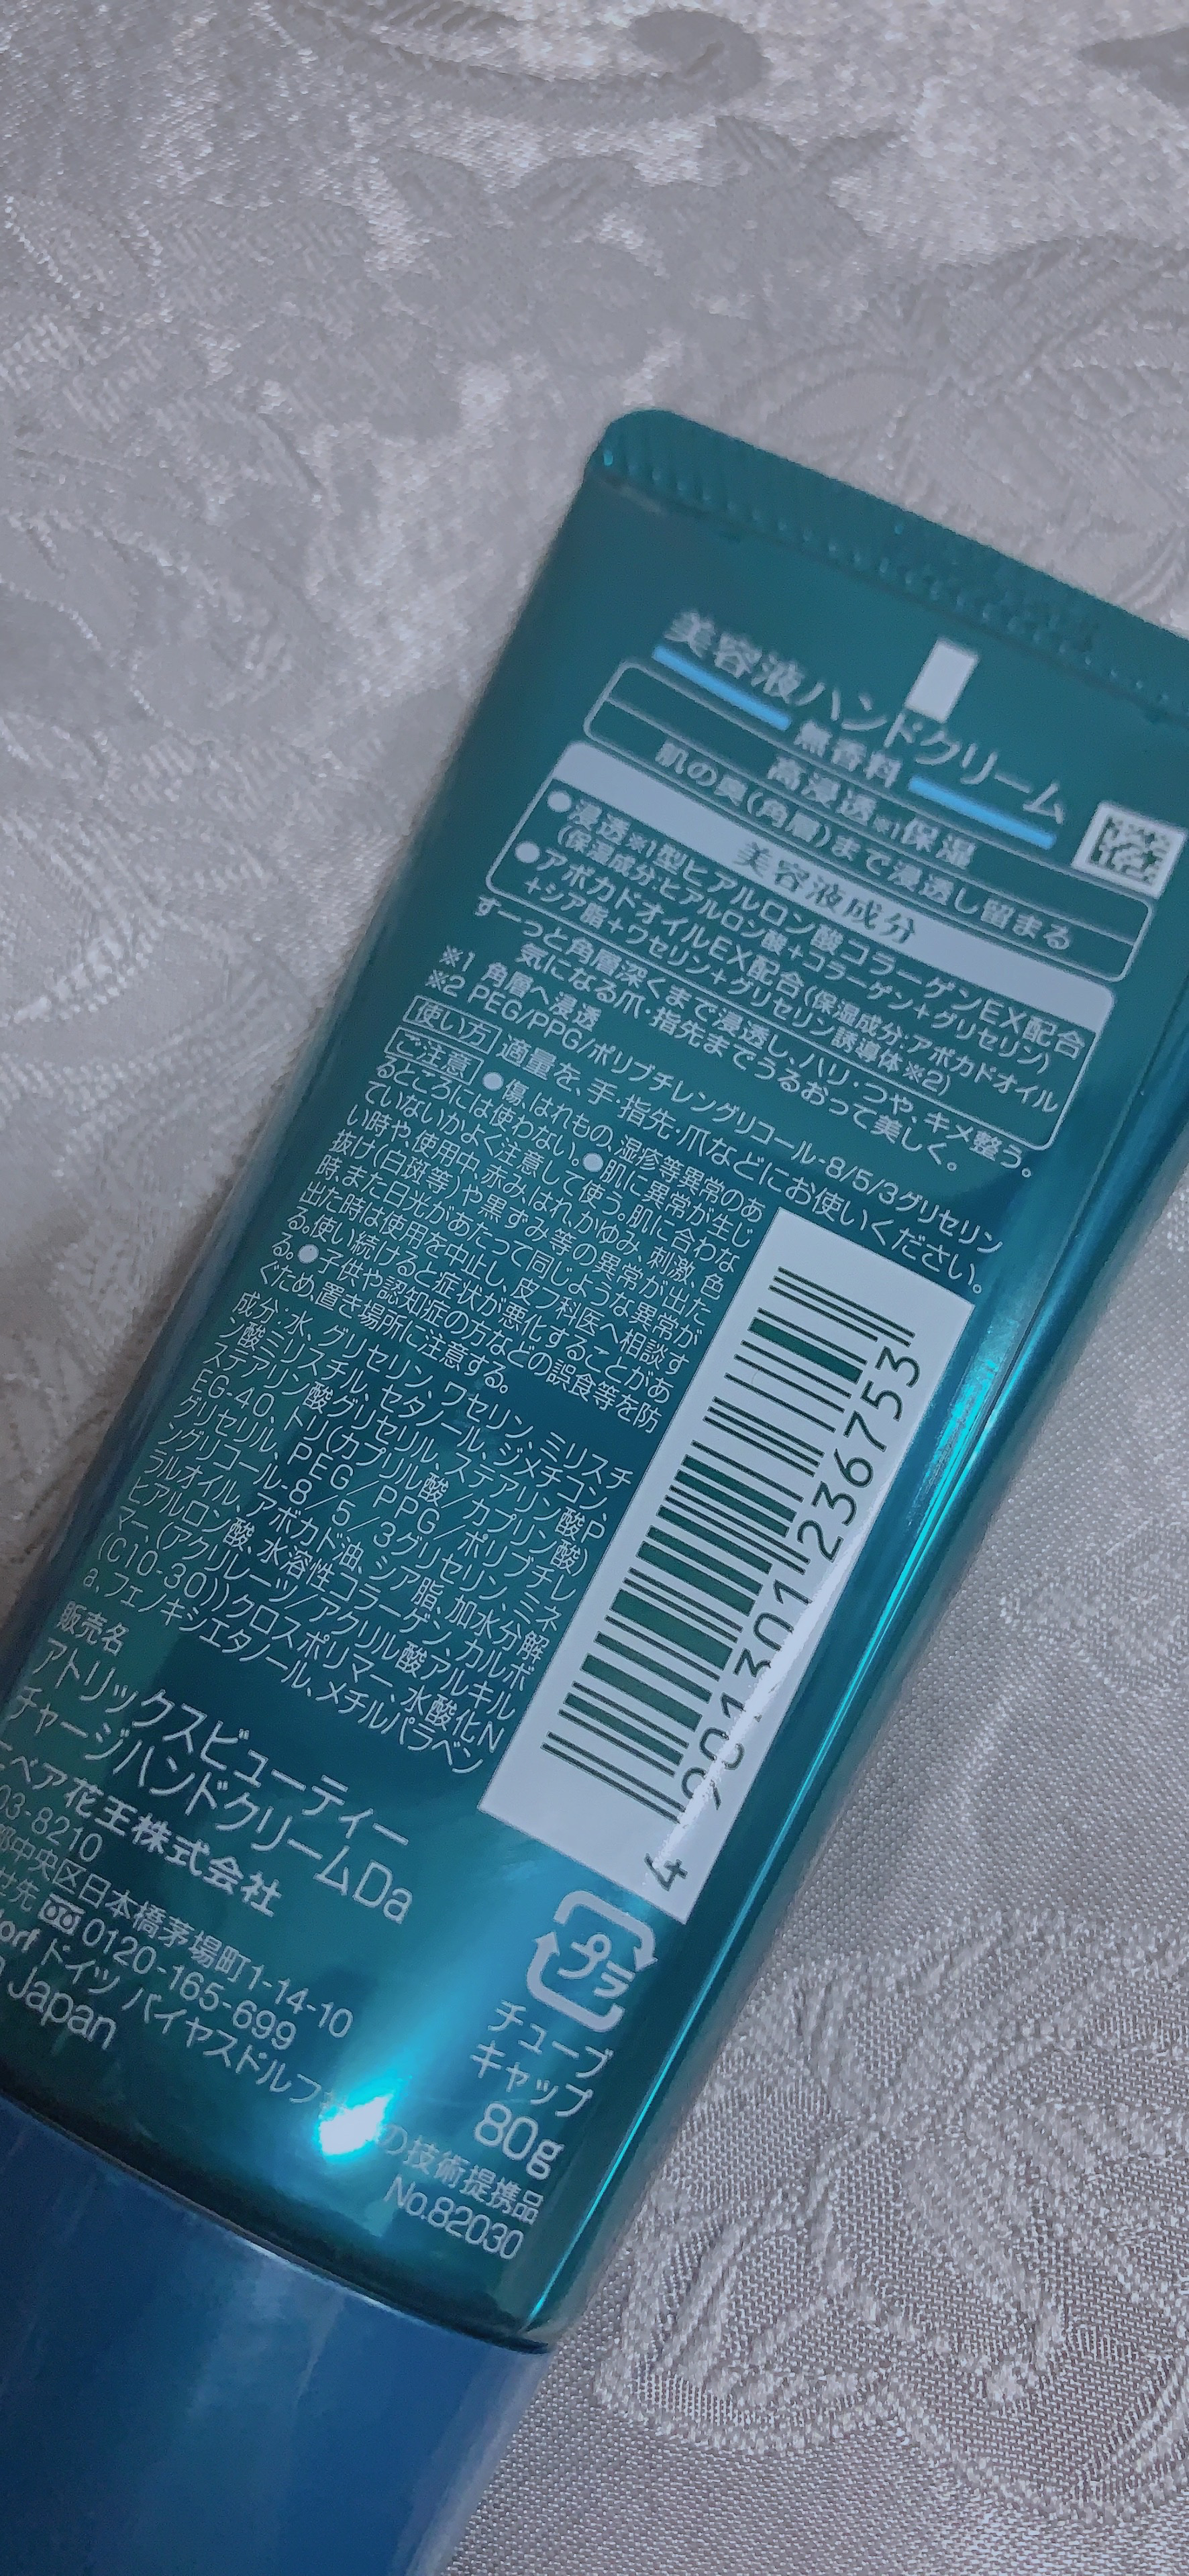 美容液ハンドクリーム
無香料
高浸透※1保湿
肌の奥(角層)まで浸透し留まる
美容液成分
●浸透※1型ヒアルロン酸コラーゲンEX配合
(保湿成分:ヒアルロン酸+コラーゲン+グリセリン)
●アボカドオイルEX配合(保湿成分:アボカドオイル
+シア脂+ワセリン+グリセリン誘導体※2)
すーっと角層深くまで浸透し、ハリ・つや、キメ整う。
気になる爪・指先までうるおって美しく。
※1 角層へ浸透
※2 PEG/PPG/ポリブチレングリコール-8/5/3グリセリン
使い方 適量を、手・指先・爪などにお使いください。
ご注意 ●傷、はれもの、湿疹等異常のあ
るところには使わない。●肌に異常が生じ
ていないかよく注意して使う。肌に合わな
い時や、使用中、赤み、はれ、かゆみ、刺激、色
抜け(白斑等)や黒ずみ等の異常が出た
時、また日光があたって同じような異常が
出た時は使用を中止し、皮フ科医へ相談す
る。使い続けると症状が悪化することがあ
る。●子供や認知症の方などの誤食等を防
ぐため、置き場所に注意する。
成分:水、グリセリン、ワセリン、ミリスチ
ン酸ミリスチル、セタノール、ジメチコン、
ステアリン酸グリセリル、ステアリン酸P
EG-40、トリ(カプリル酸/カプリン酸)
グリセリル、PEG/PPG/ポリブチレ
ングリコール-8/5/3グリセリン、ミネ
ラルオイル、アボカド油、シア脂、加水分解
ヒアルロン酸、水溶性コラーゲン、カルボ
マー、(アクリレーツ/アクリル酸アルキル
(C10-30))クロスポリマー、水酸化N
a、フェノキシエタノール、メチルパラベン
販売名
アトリックスビューティー
チャージハンドクリームDa
ベア花王株式会社
03-8210
都中央区日本橋茅場町1-14-10
せ先 0120-165-699
dorf ドイツ バイヤスドルフ
の技術提携品
Japan
No.82030
4 901301 236753
プラ
チューブ
キャップ
80g